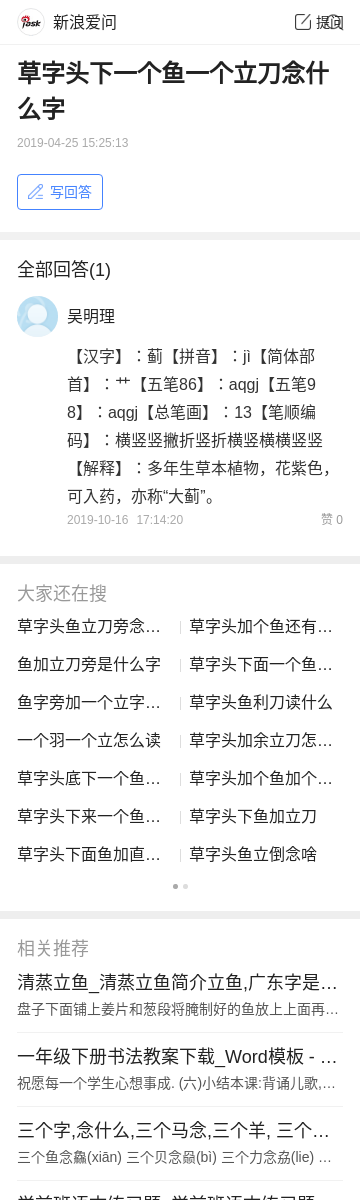 新浪爱问
提问
草字头下一个鱼一个立刀念什
么字
2019-04-25 15:25:13
写回答
全部回答(1)
吴明理
【汉字】：蓟【拼音】：jì【简体部
首】：艹【五笔86】：aqgj【五笔9
8】：aqgj【总笔画】：13【笔顺编
码】：横竖竖撇折竖折横竖横横竖竖
【解释】：多年生草本植物，花紫色，
可入药，亦称“大蓟”。
2019-10-16 17:14:20 赞 0
大家还在搜
草字头鱼立刀旁念… 草字头加个鱼还有…
鱼加立刀旁是什么字 草字头下面一个鱼…
鱼字旁加一个立字… 草字头鱼利刀读什么
一个羽一个立怎么读 草字头加余立刀怎…
草字头底下一个鱼… 草字头加个鱼加个…
草字头下来一个鱼… 草字头下鱼加立刀
草字头下面鱼加直… 草字头鱼立倒念啥
相关推荐
清蒸立鱼_清蒸立鱼简介立鱼,广东字是…
盘子下面铺上姜片和葱段将腌制好的鱼放上上面再…
一年级下册书法教案下载_Word模板 - …
祝愿每一个学生心想事成. (六)小结本课:背诵儿歌,…
三个字,念什么,三个马念,三个羊, 三个…
三个鱼念鱻(xiān) 三个贝念赑(bì) 三个力念劦(lie) …